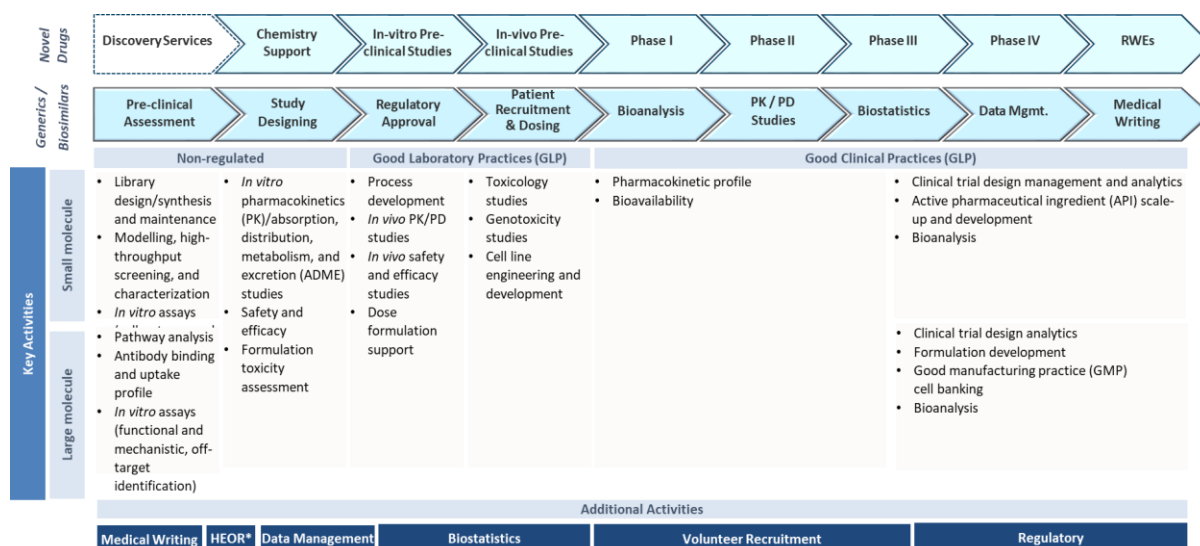 Novel
Drugs
Discovery Services
Chemistry
Support
In-vitro Pre-
clinical Studies
In-vivo Pre-
clinical Studies
Phase I
Phase II
Phase III
Phase IV
RWEs
Generics /
Biosimilars
Pre-clinical
Assessment
Study
Designing
Regulatory
Approval
Patient
Recruitment
& Dosing
Bioanalysis
PK / PD
Studies
Biostatistics
Data Mgmt.
Medical
Writing
Non-regulated
Good Laboratory Practices (GLP)
Good Clinical Practices (GLP)
Key Activities
Small molecule
• Library
design/synthesis
and maintenance
• Modelling, high-
throughput
screening, and
characterization
• In vitro assays
• In vitro
pharmacokinetics
(PK)/absorption,
distribution,
metabolism, and
excretion (ADME)
studies
• Safety and
efficacy
• Formulation
toxicity
assessment
• Process
development
• In vivo PK/PD
studies
• In vivo safety
and efficacy
studies
• Dose
formulation
support
• Toxicology
studies
• Genotoxicity
studies
• Cell line
engineering and
development
• Pharmacokinetic profile
• Bioavailability
• Clinical trial design management and analytics
• Active pharmaceutical ingredient (API) scale-
up and development
• Bioanalysis
Large molecule
• Pathway analysis
• Antibody binding
and uptake
profile
• In vitro assays
(functional and
mechanistic, off-
target
identification)
• Clinical trial design analytics
• Formulation development
• Good manufacturing practice (GMP)
cell banking
• Bioanalysis
Additional Activities
Medical Writing
HEOR*
Data Management
Biostatistics
Volunteer Recruitment
Regulatory